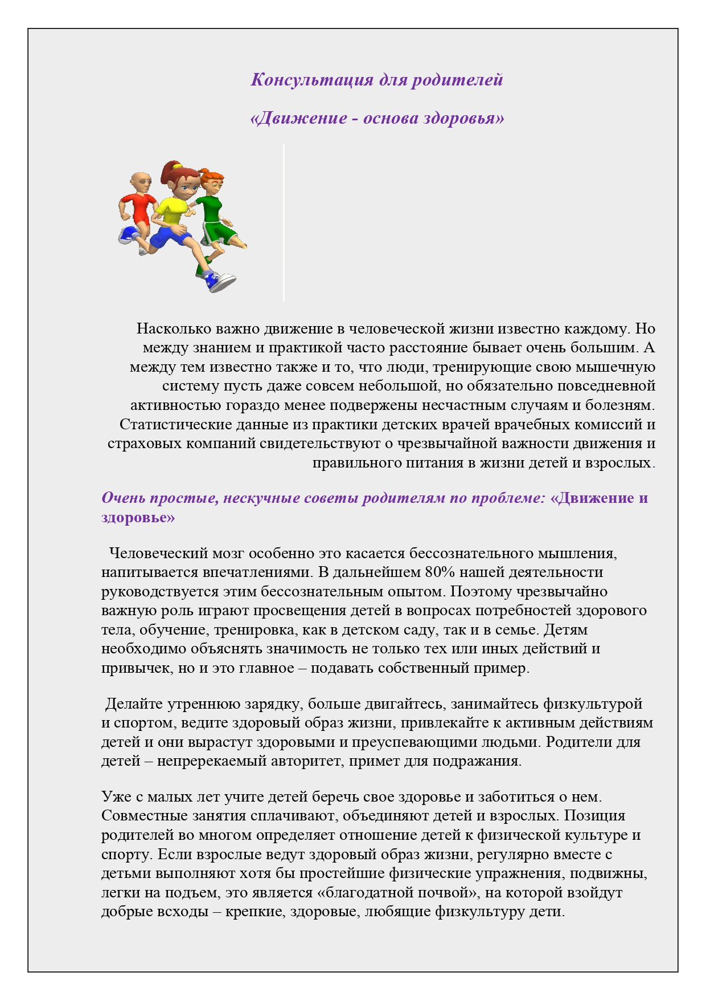 Консультация для родителей
«Движение - основа здоровья»
Насколько важно движение в человеческой жизни известно каждому. Но
между знанием и практикой часто расстояние бывает очень большим. А
между тем известно также и то, что люди, тренирующие свою мышечную
систему пусть даже совсем небольшой, но обязательно повседневной
активностью гораздо менее подвержены несчастным случаям и болезням.
Статистические данные из практики детских врачей врачебных комиссий и
страховых компаний свидетельствуют о чрезвычайной важности движения и
правильного питания в жизни детей и взрослых.
Очень простые, нескучные советы родителям по проблеме: «Движение и
здоровье»
Человеческий мозг особенно это касается бессознательного мышления,
напитывается впечатлениями. В дальнейшем 80% нашей деятельности
руководствуется этим бессознательным опытом. Поэтому чрезвычайно
важную роль играют просвещения детей в вопросах потребностей здорового
тела, обучение, тренировка, как в детском саду, так и в семье. Детям
необходимо объяснять значимость не только тех или иных действий и
привычек, но и это главное – подавать собственный пример.
Делайте утреннюю зарядку, больше двигайтесь, занимайтесь физкультурой
и спортом, ведите здоровый образ жизни, привлекайте к активным действиям
детей и они вырастут здоровыми и преуспевающими людьми. Родители для
детей – непререкаемый авторитет, примет для подражания.
Уже с малых лет учите детей беречь свое здоровье и заботиться о нем.
Совместные занятия сплачивают, объединяют детей и взрослых. Позиция
родителей во многом определяет отношение детей к физической культуре и
спорту. Если взрослые ведут здоровый образ жизни, регулярно вместе с
детьми выполняют хотя бы простейшие физические упражнения, подвижны,
легки на подъем, это является «благодатной почвой», на которой взойдут
добрые всходы – крепкие, здоровые, любящие физкультуру дети.